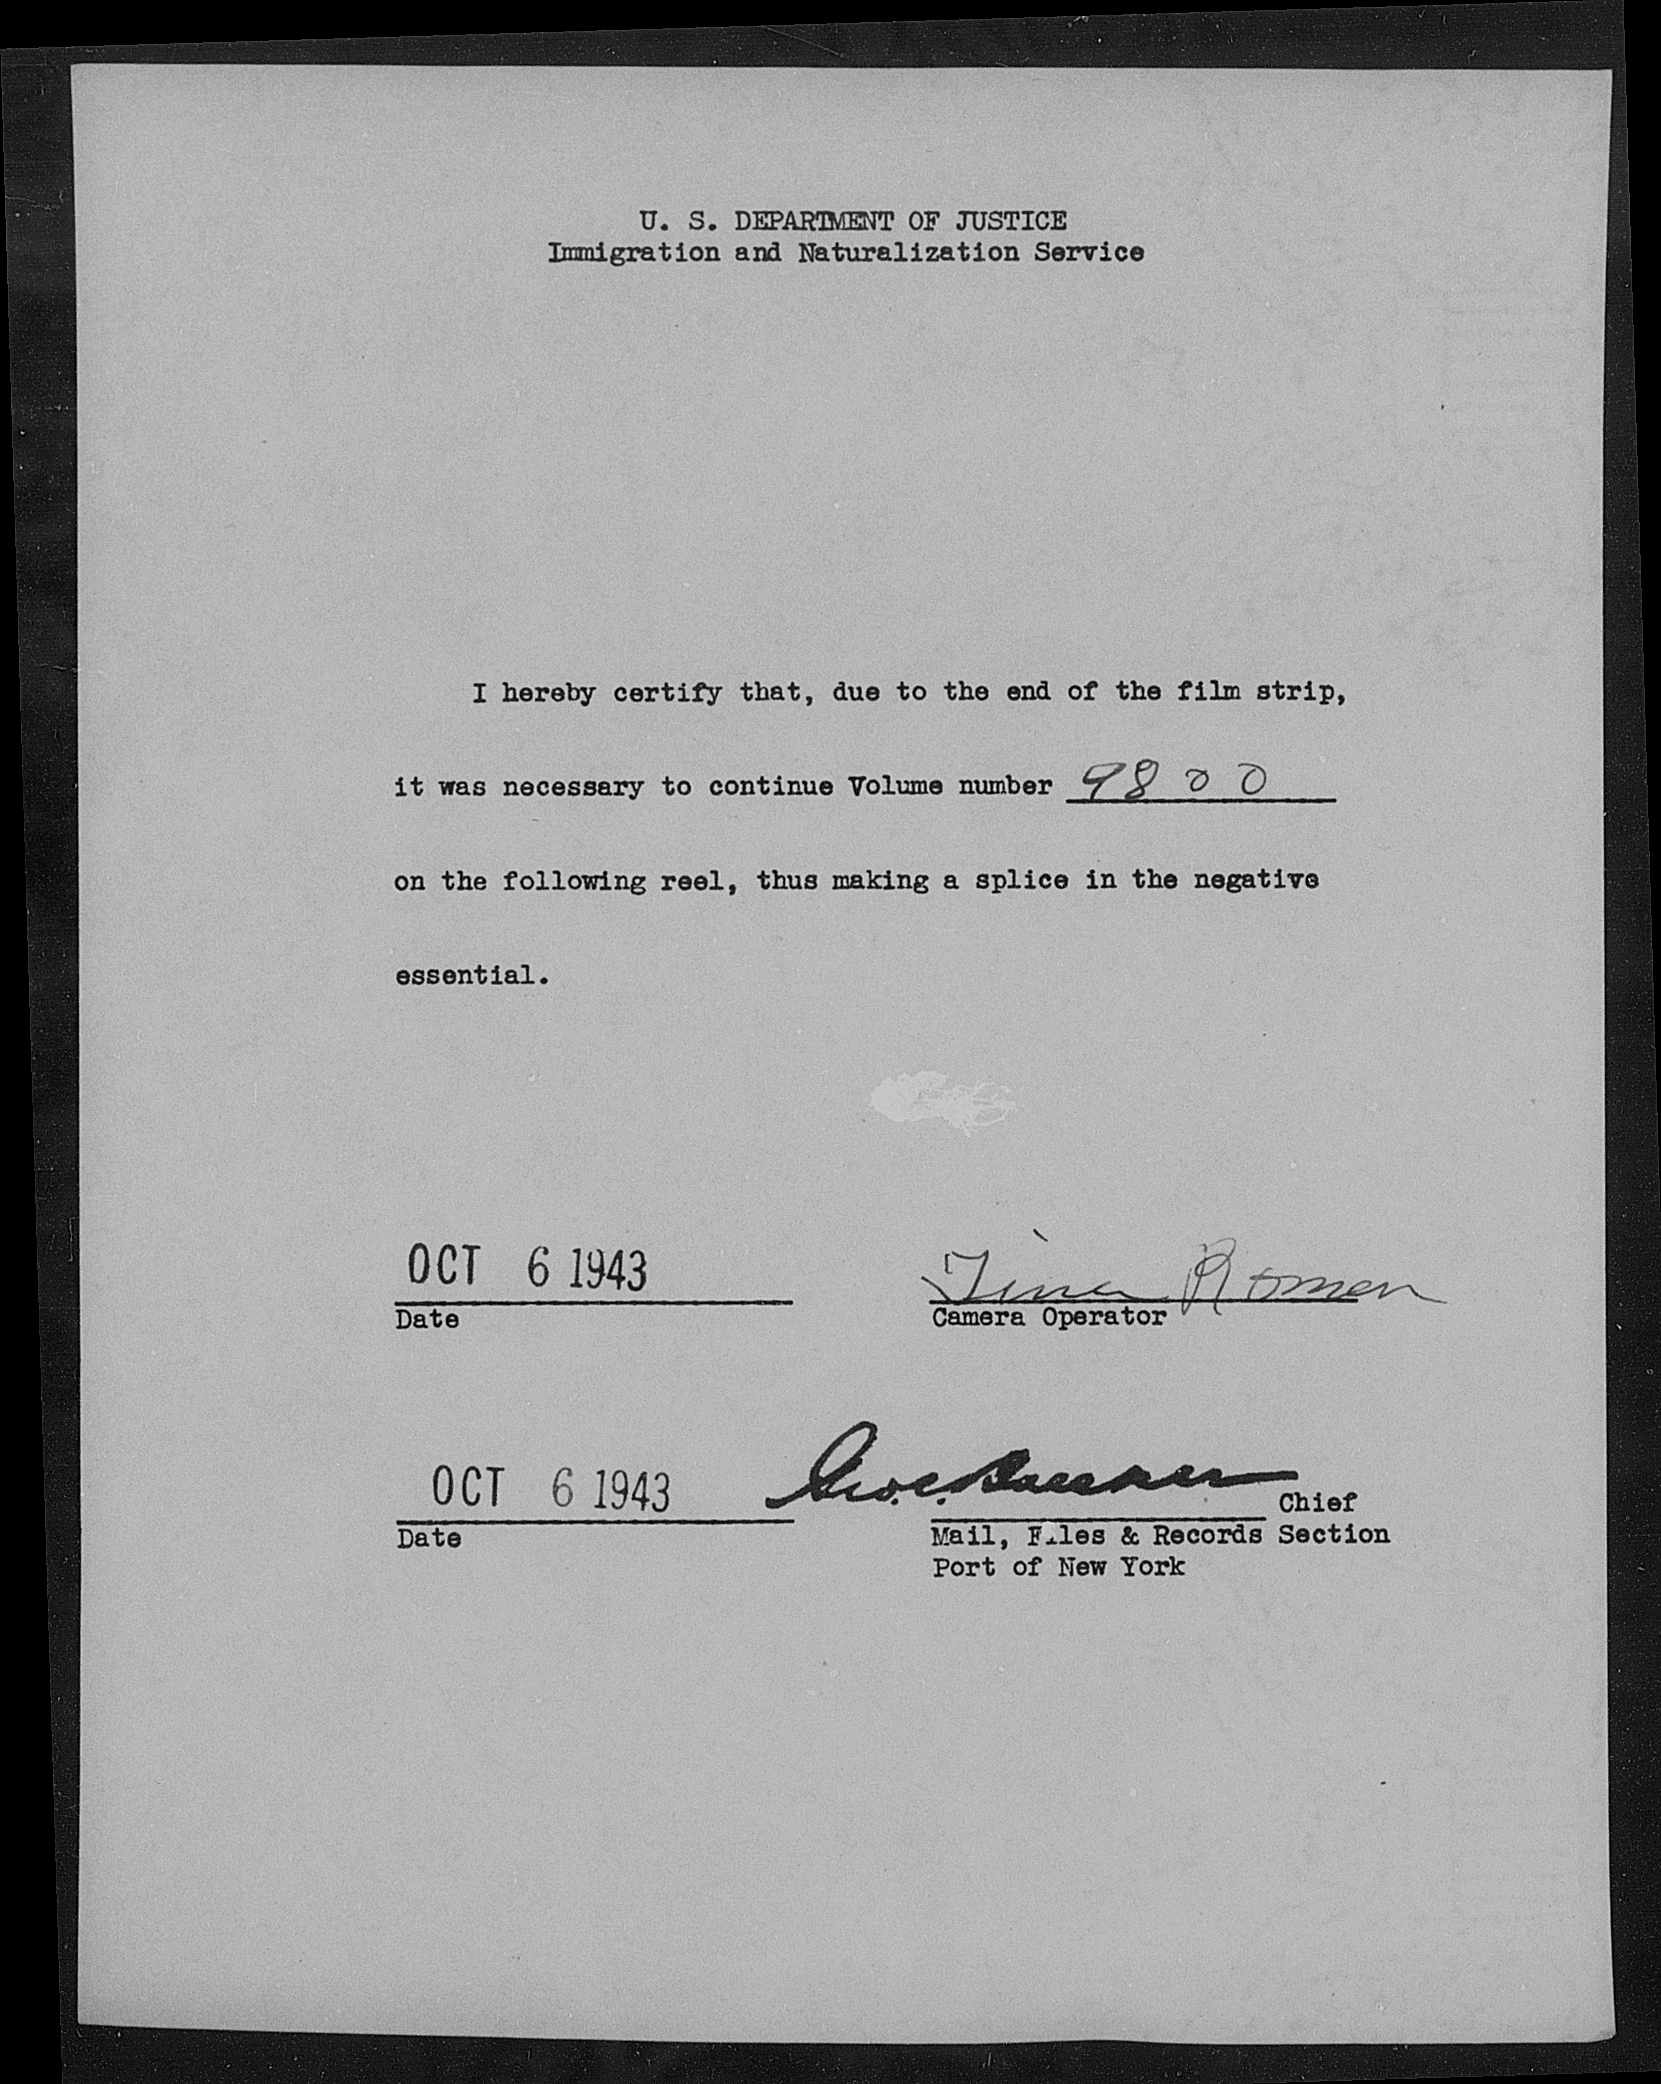 U. S. DEPARTMENT OF JUSTICE
Immigration and Naturalization Service
I hereby certify that, due to the end of the film strip,
it was necessary to continue Volume number 9800
on the following reel, thus making a splice in the negative
essential.
OCT 6 1943
Tina Roman
Date
Camera Operator
OCT 6 1943
Chief
Date
Mail, Files & Records Section
Port of New York